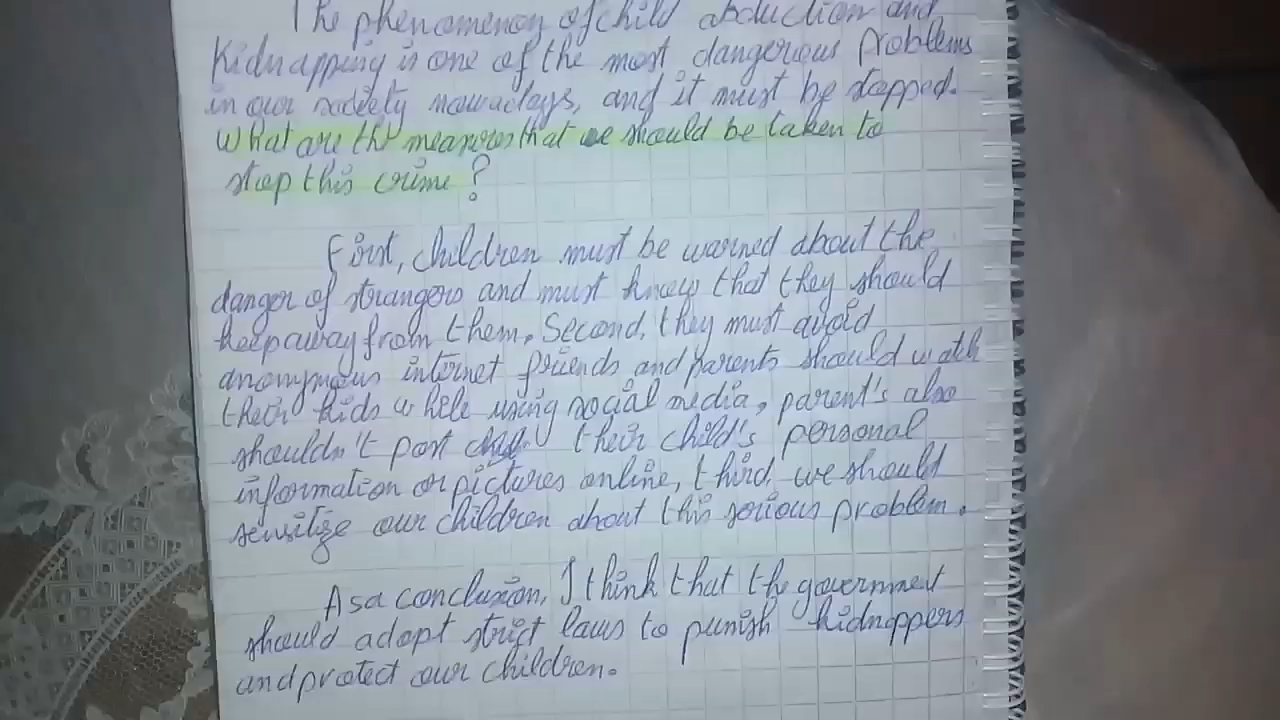 The phenomenon of child abduction and
Kidnapping is one of the most dangerous problems
in our society nowadays, and it must be stopped.
What are the measures that we should be taken to
stop this crime?
First, children must be warned about the
danger of strangers and must know that they should
keep away from them. Second, they must avoid
anonymous internet friends and parents should watch
their kids while using social media, parent's also
shouldn't post their child's personal
information or pictures online, third, we should
sensitize our children about this serious problem.
As a conclusion, I think that the government
should adopt strict laws to punish kidnappers
and protect our children.